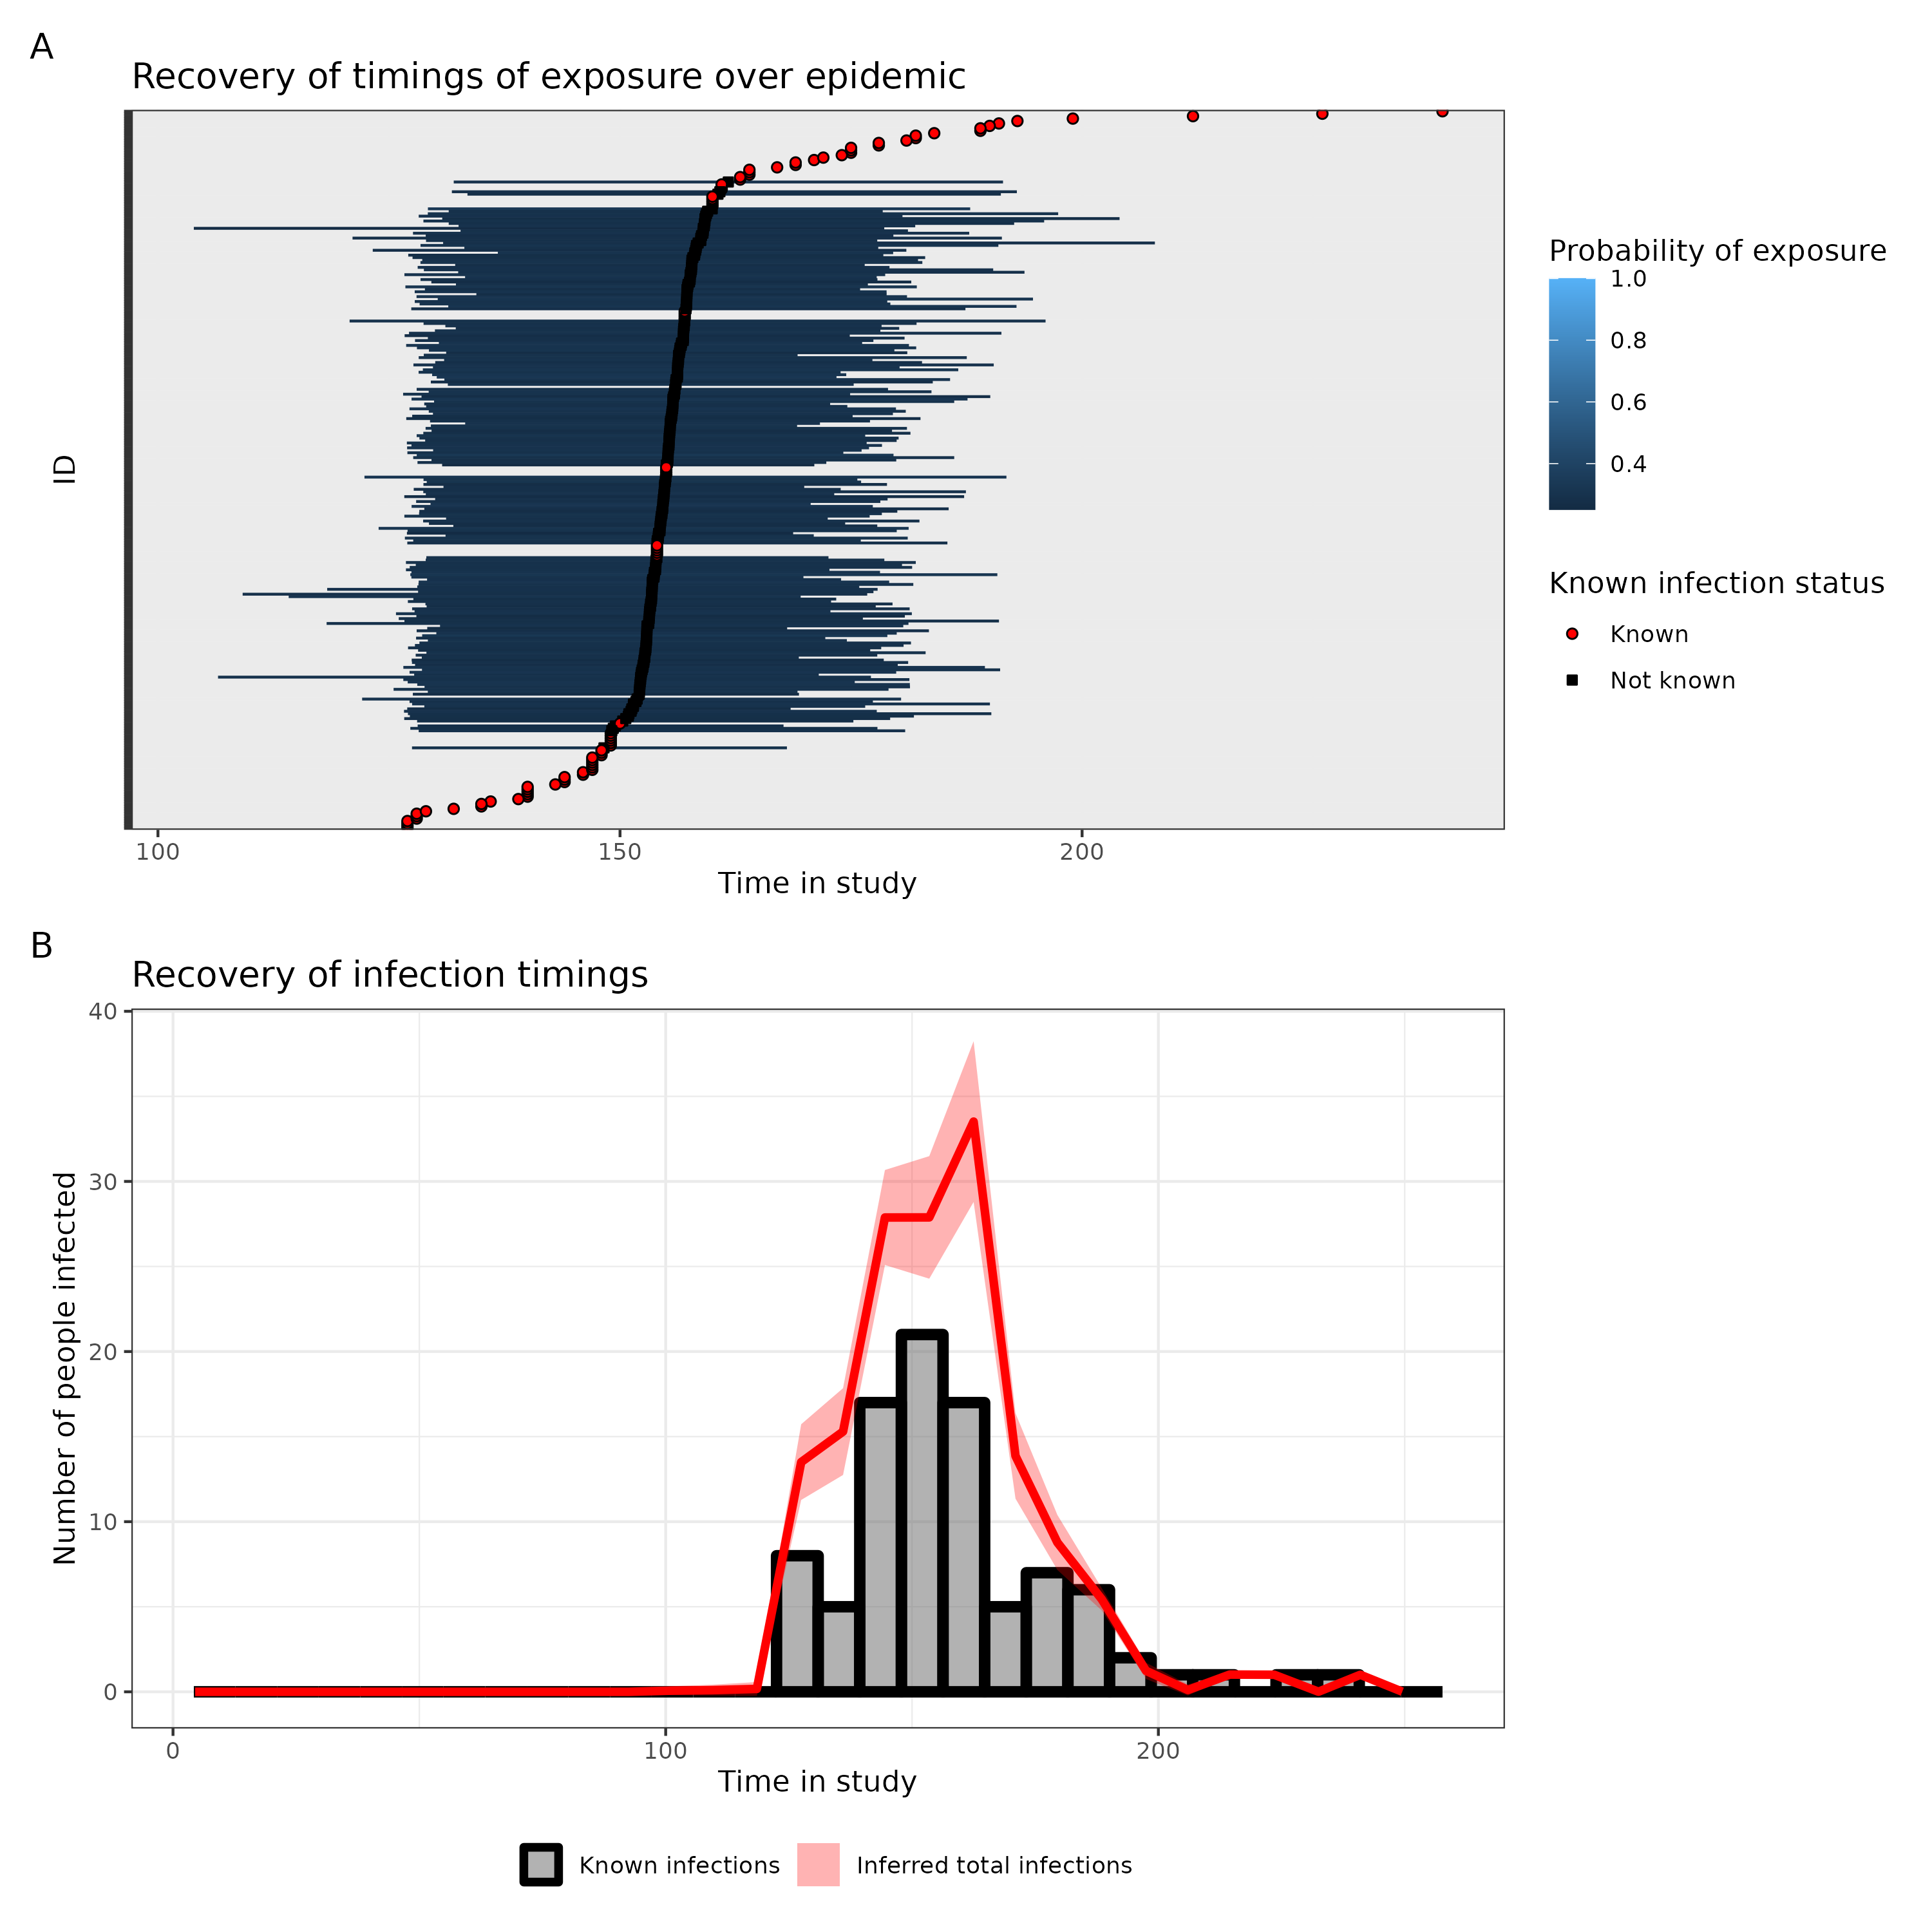 A
Recovery of timings of exposure over epidemic
ID
100
150
200
Time in study
Probability of exposure
1.0
0.8
0.6
0.4
Known infection status
Known
Not known
B
Recovery of infection timings
Number of people infected
40
30
20
10
0
0
100
200
Time in study
Known infections
Inferred total infections